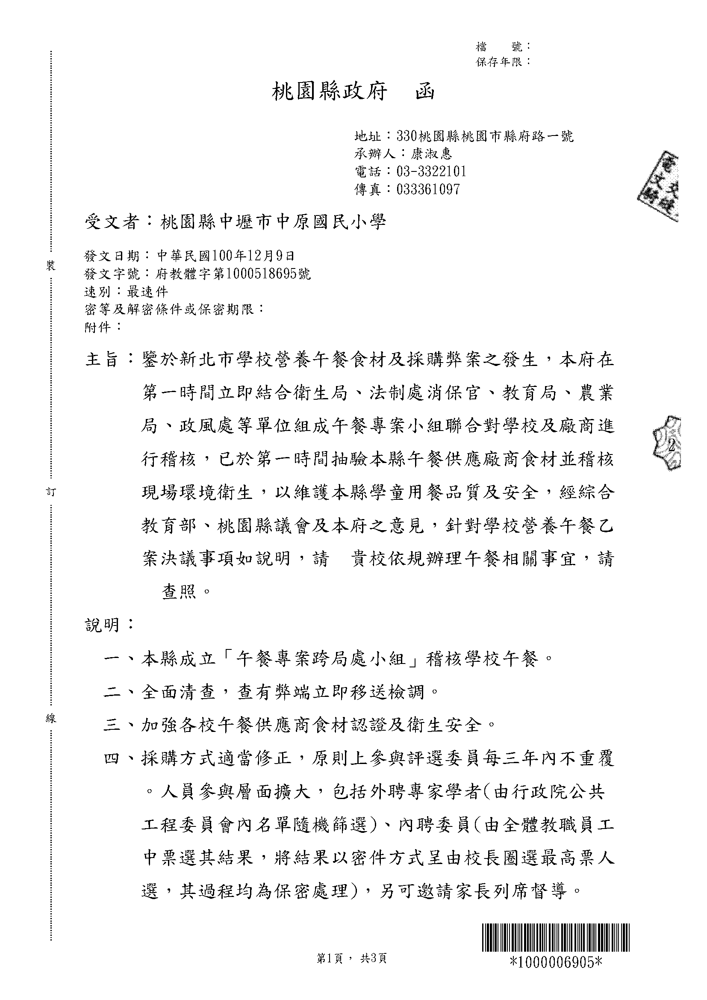 檔　　號：
保存年限：
桃園縣政府　函
地址：330桃園縣桃園市縣府路一號
承辦人：康淑惠
電話：03-3322101
傳真：033361097
受文者：桃園縣中壢市中原國民小學
發文日期：中華民國100年12月9日
發文字號：府教體字第1000518695號
速別：最速件
密等及解密條件或保密期限：
附件：
主旨：鑒於新北市學校營養午餐食材及採購弊案之發生，本府在
第一時間立即結合衛生局、法制處消保官、教育局、農業
局、政風處等單位組成午餐專案小組聯合對學校及廠商進
行稽核，已於第一時間抽驗本縣午餐供應廠商食材並稽核
現場環境衛生，以維護本縣學童用餐品質及安全，經綜合
教育部、桃園縣議會及本府之意見，針對學校營養午餐乙
案決議事項如說明，請　貴校依規辦理午餐相關事宜，請
查照。
說明：
一、本縣成立「午餐專案跨局處小組」稽核學校午餐。
二、全面清查，查有弊端立即移送檢調。
三、加強各校午餐供應商食材認證及衛生安全。
四、採購方式適當修正，原則上參與評選委員每三年內不重覆
。人員參與層面擴大，包括外聘專家學者(由行政院公共
工程委員會內名單隨機篩選)、內聘委員(由全體教職員工
中票選其結果，將結果以密件方式呈由校長圈選最高票人
選，其過程均為保密處理)，另可邀請家長列席督導。
裝
訂
線
2
第1頁， 共3頁
*1000006905*